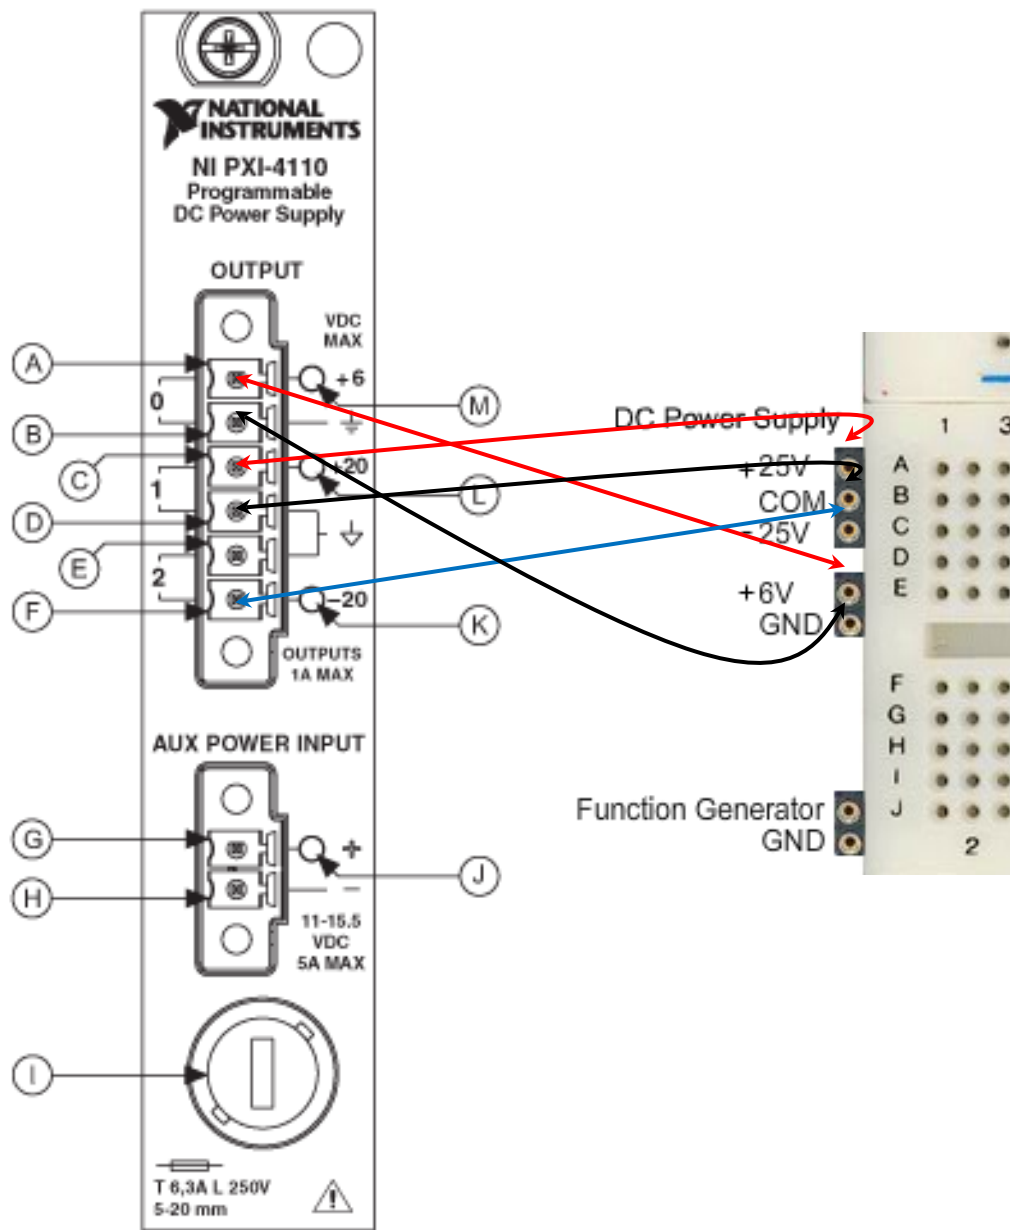 NATIONAL
INSTRUMENTS
NI PXI-4110
Programmable
DC Power Supply
OUTPUT
VDC
MAX
A
0
+6
M
B
C
+20
1
L
D
E
2
F
-20
K
OUTPUTS
1A MAX
AUX POWER INPUT
G
+
J
H
-
11-15.5
VDC
5A MAX
I
T 6,3A L 250V
5-20 mm
DC Power Supply
+25V
COM
-25V
+6V
GND
Function Generator
GND
1 3
A
B
C
D
E
F
G
H
I
J
2